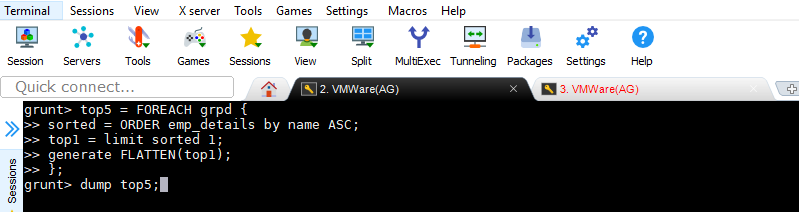 Terminal Sessions View X server Tools Games Settings Macros Help
Session Servers Tools Games Sessions View Split MultiExec Tunneling Packages Settings Help
Quick connect... 2. VMWare(AG) 3. VMWare(AG)
grunt> top5 = FOREACH grpd {
>> sorted = ORDER emp_details by name ASC;
>> top1 = limit sorted 1;
>> generate FLATTEN(top1);
>> };
grunt> dump top5;
Sessions